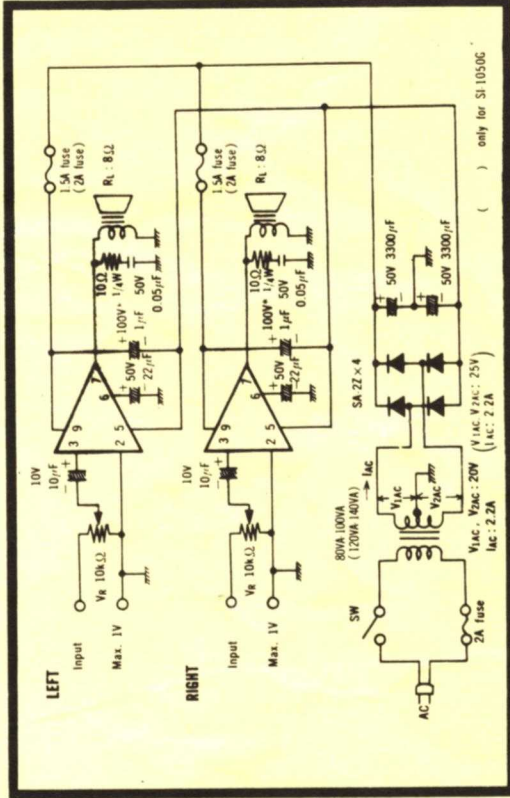 LEFT
Input
Max. 1V
VR 10kΩ
10V
10µF
3
9
2
5
6
7
50V
22µF
100V*
1µF
10Ω
1/4W
50V
0.05µF
1.5A fuse
(2A fuse)
RL : 8Ω
RIGHT
Input
Max. 1V
VR 10kΩ
10V
10µF
3
9
2
5
6
7
50V
22µF
100V*
1µF
10Ω
1/4W
50V
0.05µF
1.5A fuse
(2A fuse)
RL : 8Ω
AC
SW
2A fuse
80VA 100VA
(120VA 140VA)
IAC
V1AC
V2AC
V1AC, V2AC : 20V
IAC : 2.2A
(V1AC V2AC : 25V
IAC : 2.2A)
SA-2Z×4
50V 3300µF
50V 3300µF
( ) only for SI-1050G